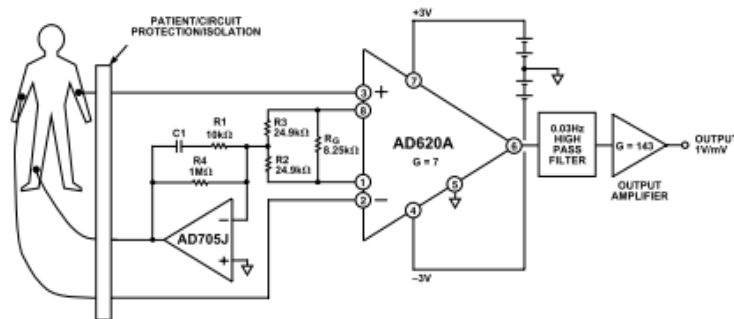 PATIENT/CIRCUIT
PROTECTION/ISOLATION
+3V
C1
R1
10kΩ
R4
1MΩ
R3
24.9kΩ
R2
24.9kΩ
RG
8.25kΩ
3
8
1
2
+
−
7
AD620A
G = 7
6
5
4
−3V
AD705J
−
+
0.03Hz
HIGH
PASS
FILTER
G = 143
OUTPUT
AMPLIFIER
OUTPUT
1V/mV